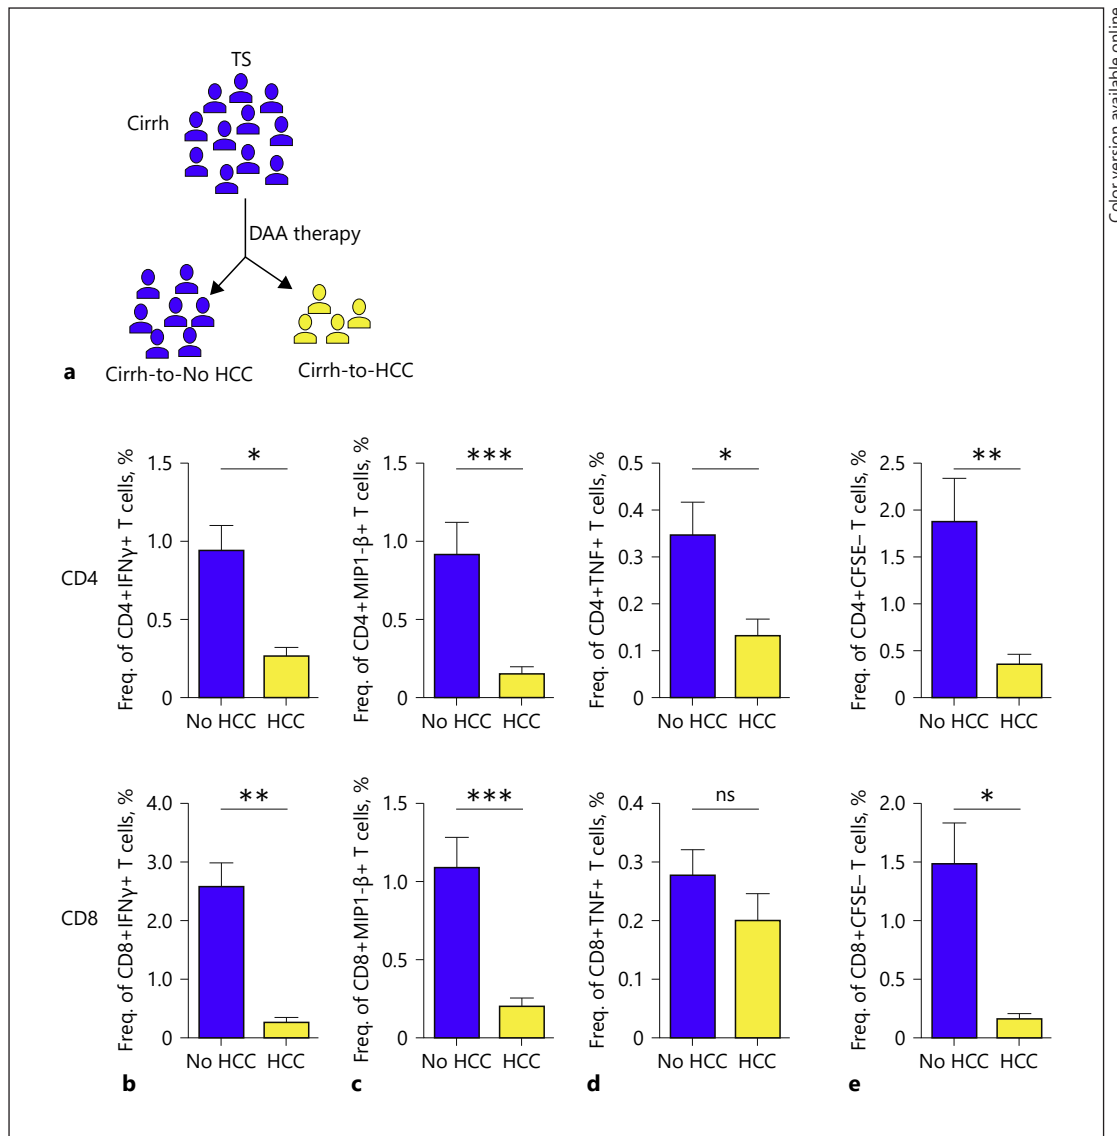 Color version available online
TS
Cirrh
DAA therapy
Cirrh-to-No HCC
Cirrh-to-HCC
a
CD4
Freq. of CD4+IFNγ+ T cells, %
1.5
1.0
0.5
0
*
No HCC HCC
Freq. of CD4+MIP1-β+ T cells, %
1.5
1.0
0.5
0
***
No HCC HCC
Freq. of CD4+TNF+ T cells, %
0.5
0.4
0.3
0.2
0.1
0
*
No HCC HCC
Freq. of CD4+CFSE– T cells, %
2.5
2.0
1.5
1.0
0.5
0
**
No HCC HCC
CD8
Freq. of CD8+IFNγ+ T cells, %
4.0
3.0
2.0
1.0
0
**
No HCC HCC
b
Freq. of CD8+MIP1-β+ T cells, %
1.5
1.0
0.5
0
***
No HCC HCC
c
Freq. of CD8+TNF+ T cells, %
0.4
0.3
0.2
0.1
0
ns
No HCC HCC
d
Freq. of CD8+CFSE– T cells, %
2.0
1.5
1.0
0.5
0
*
No HCC HCC
e